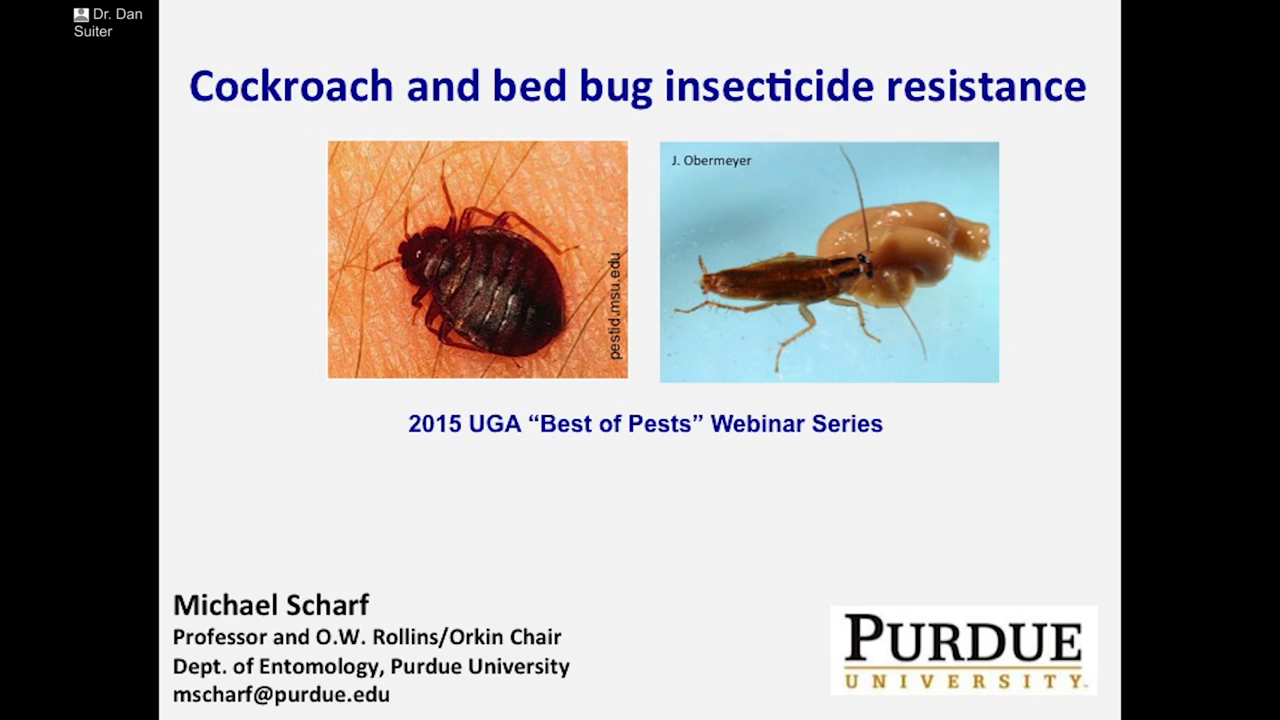 Dr. Dan
Suiter
Cockroach and bed bug insecticide resistance
pestid.msu.edu
J. Obermeyer
2015 UGA “Best of Pests” Webinar Series
Michael Scharf
Professor and O.W. Rollins/Orkin Chair
Dept. of Entomology, Purdue University
mscharf@purdue.edu
PURDUE
UNIVERSITY